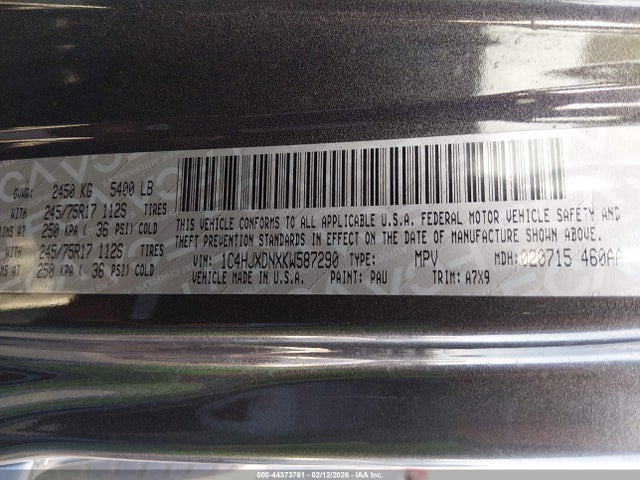 GVWR: 2450 KG 5400 LB
WITH 245/75R17 112S TIRES
RIMS AT 250 KPA ( 36 PSI) COLD
WITH 245/75R17 112S TIRES
RIMS AT 250 KPA ( 36 PSI) COLD
THIS VEHICLE CONFORMS TO ALL APPLICABLE U.S.A. FEDERAL MOTOR VEHICLE SAFETY AND
THEFT PREVENTION STANDARDS IN EFFECT ON THE DATE OF MANUFACTURE SHOWN ABOVE.
VIN: 1C4HJXDNXKW587290 TYPE: MPV MDH: 020715 460AA
VEHICLE MADE IN U.S.A. PAINT: PAU TRIM: A7X9
000-44373761 - 02/12/2026 - IAA Inc.